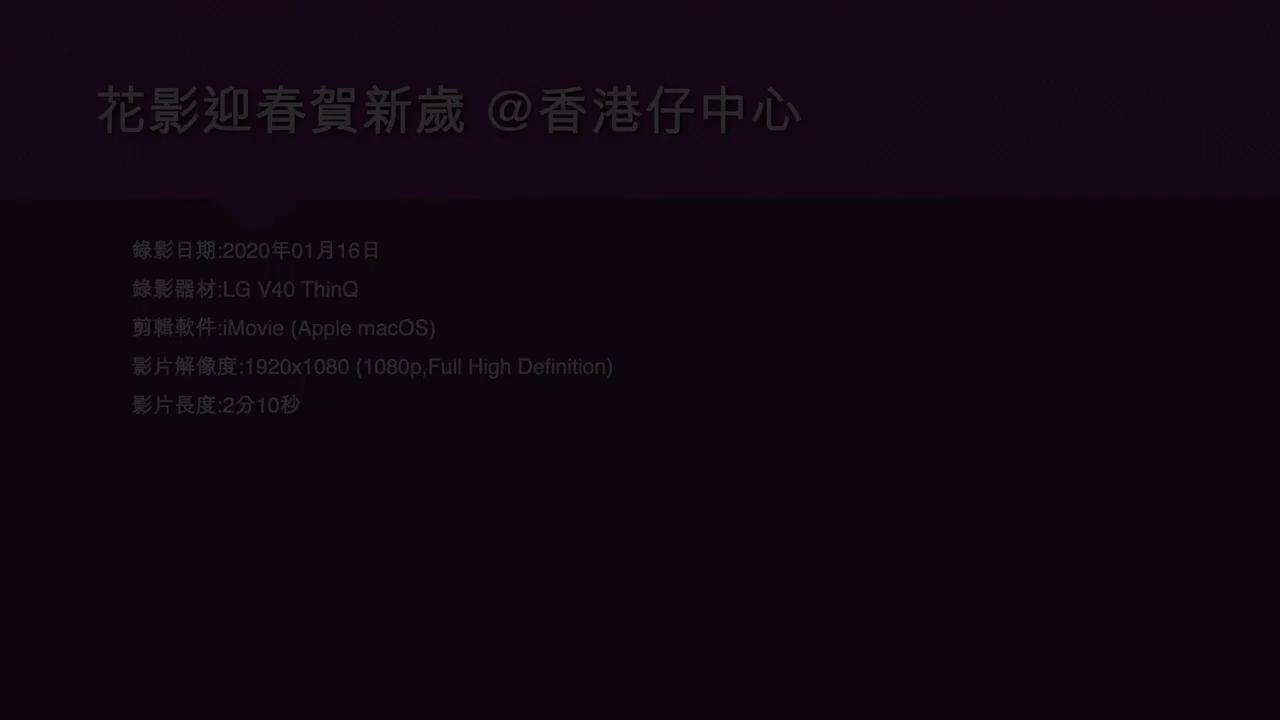 花影迎春賀新歲 @香港仔中心
錄影日期:2020年01月16日
錄影器材:LG V40 ThinQ
剪輯軟件:iMovie (Apple macOS)
影片解像度:1920x1080 (1080p,Full High Definition)
影片長度:2分10秒